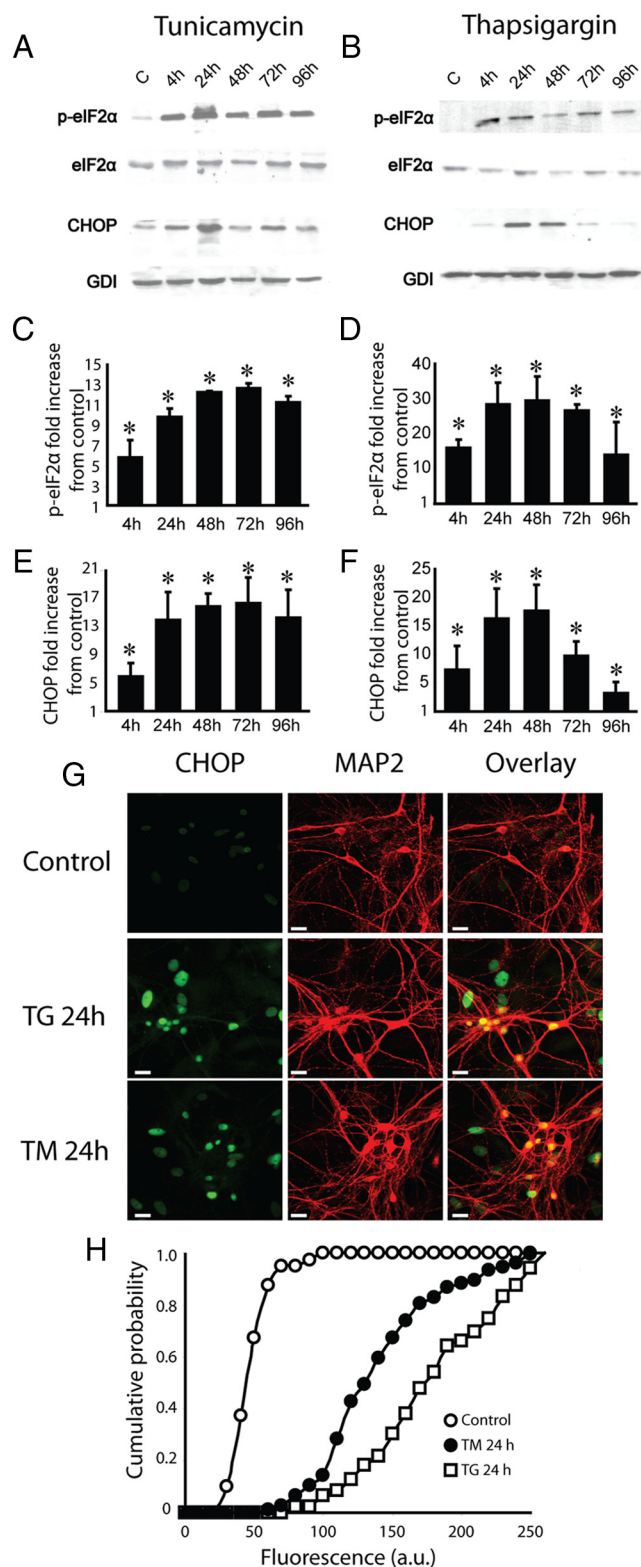 Tunicamycin
Thapsigargin
A
C 4h 24h 48h 72h 96h
p-eIF2α
eIF2α
CHOP
GDI
B
C 4h 24h 48h 72h 96h
p-eIF2α
eIF2α
CHOP
GDI
C
p-eIF2α fold increase
from control
15
13
11
9
7
5
3
1
* * * * *
4h 24h 48h 72h 96h
D
p-eIF2α fold increase
from control
40
30
20
10
1
* * * * *
4h 24h 48h 72h 96h
E
CHOP fold increase
from control
21
17
13
9
5
1
* * * * *
4h 24h 48h 72h 96h
F
CHOP fold increase
from control
25
20
15
10
5
1
* * * * *
4h 24h 48h 72h 96h
G
CHOP MAP2 Overlay
Control
TG 24h
TM 24h
H
Cumulative probability
1.0
0.8
0.6
0.4
0.2
0
0 50 100 150 200 250
Fluorescence (a.u.)
Control
TM 24 h
TG 24 h